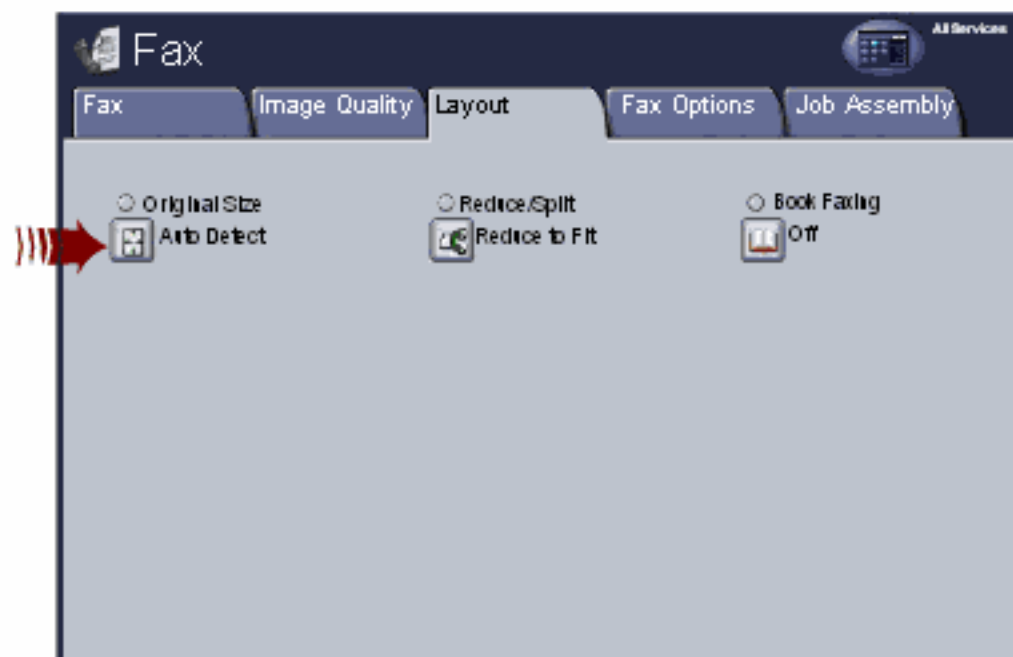 Fax
All Services
Fax
Image Quality
Layout
Fax Options
Job Assembly
Original Size
Auto Detect
Reduce/Split
Reduce to Fit
Book Faxing
Off